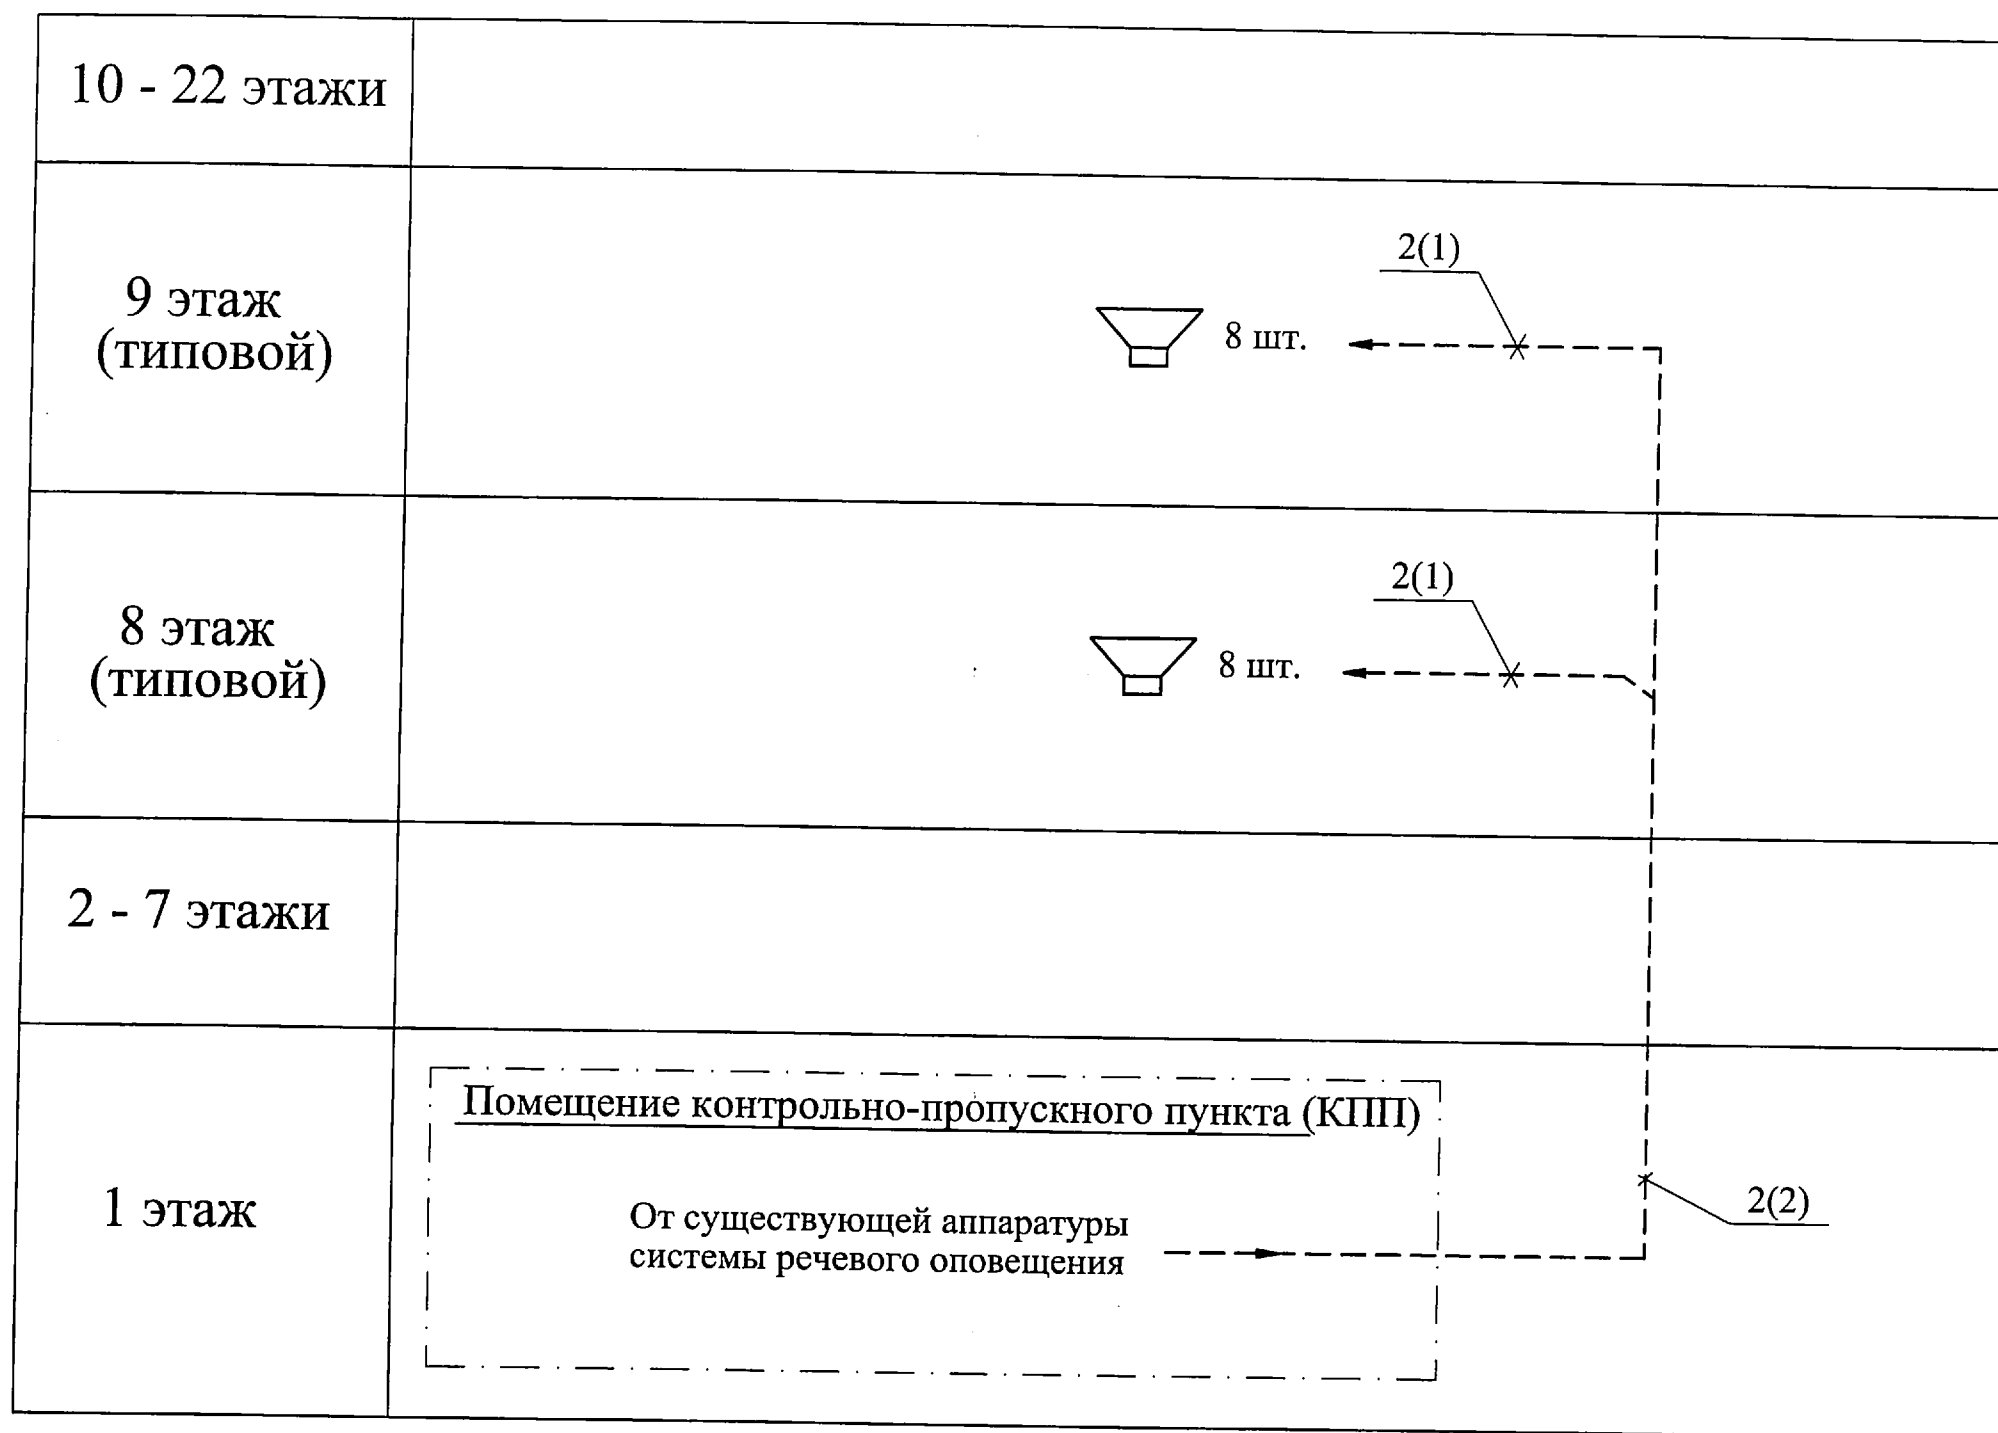 10 - 22 этажи
9 этаж
(типовой)
2(1)
8 шт.
8 этаж
(типовой)
2(1)
8 шт.
2 - 7 этажи
1 этаж
Помещение контрольно-пропускного пункта (КПП)
От существующей аппаратуры
системы речевого оповещения
2(2)